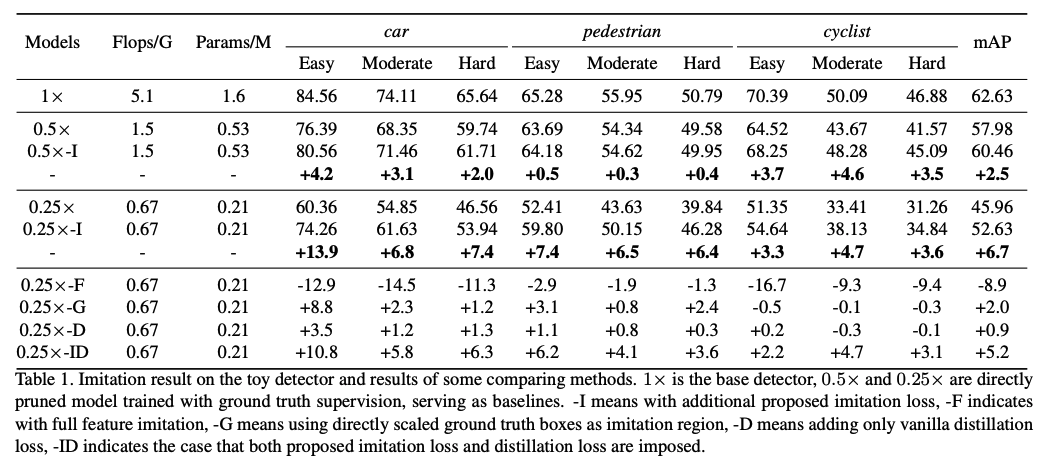 Models Flops/G Params/M car pedestrian cyclist mAP
Easy Moderate Hard Easy Moderate Hard Easy Moderate Hard
1× 5.1 1.6 84.56 74.11 65.64 65.28 55.95 50.79 70.39 50.09 46.88 62.63
0.5× 1.5 0.53 76.39 68.35 59.74 63.69 54.34 49.58 64.52 43.67 41.57 57.98
0.5×-I 1.5 0.53 80.56 71.46 61.71 64.18 54.62 49.95 68.25 48.28 45.09 60.46
- - - +4.2 +3.1 +2.0 +0.5 +0.3 +0.4 +3.7 +4.6 +3.5 +2.5
0.25× 0.67 0.21 60.36 54.85 46.56 52.41 43.63 39.84 51.35 33.41 31.26 45.96
0.25×-I 0.67 0.21 74.26 61.63 53.94 59.80 50.15 46.28 54.64 38.13 34.84 52.63
- - - +13.9 +6.8 +7.4 +7.4 +6.5 +6.4 +3.3 +4.7 +3.6 +6.7
0.25×-F 0.67 0.21 -12.9 -14.5 -11.3 -2.9 -1.9 -1.3 -16.7 -9.3 -9.4 -8.9
0.25×-G 0.67 0.21 +8.8 +2.3 +1.2 +3.1 +0.8 +2.4 -0.5 -0.1 -0.3 +2.0
0.25×-D 0.67 0.21 +3.5 +1.2 +1.3 +1.1 +0.8 +0.3 +0.2 -0.3 -0.1 +0.9
0.25×-ID 0.67 0.21 +10.8 +5.8 +6.3 +6.2 +4.1 +3.6 +2.2 +4.7 +3.1 +5.2
Table 1. Imitation result on the toy detector and results of some comparing methods. 1× is the base detector, 0.5× and 0.25× are directly
pruned model trained with ground truth supervision, serving as baselines. -I means with additional proposed imitation loss, -F indicates
with full feature imitation, -G means using directly scaled ground truth boxes as imitation region, -D means adding only vanilla distillation
loss, -ID indicates the case that both proposed imitation loss and distillation loss are imposed.